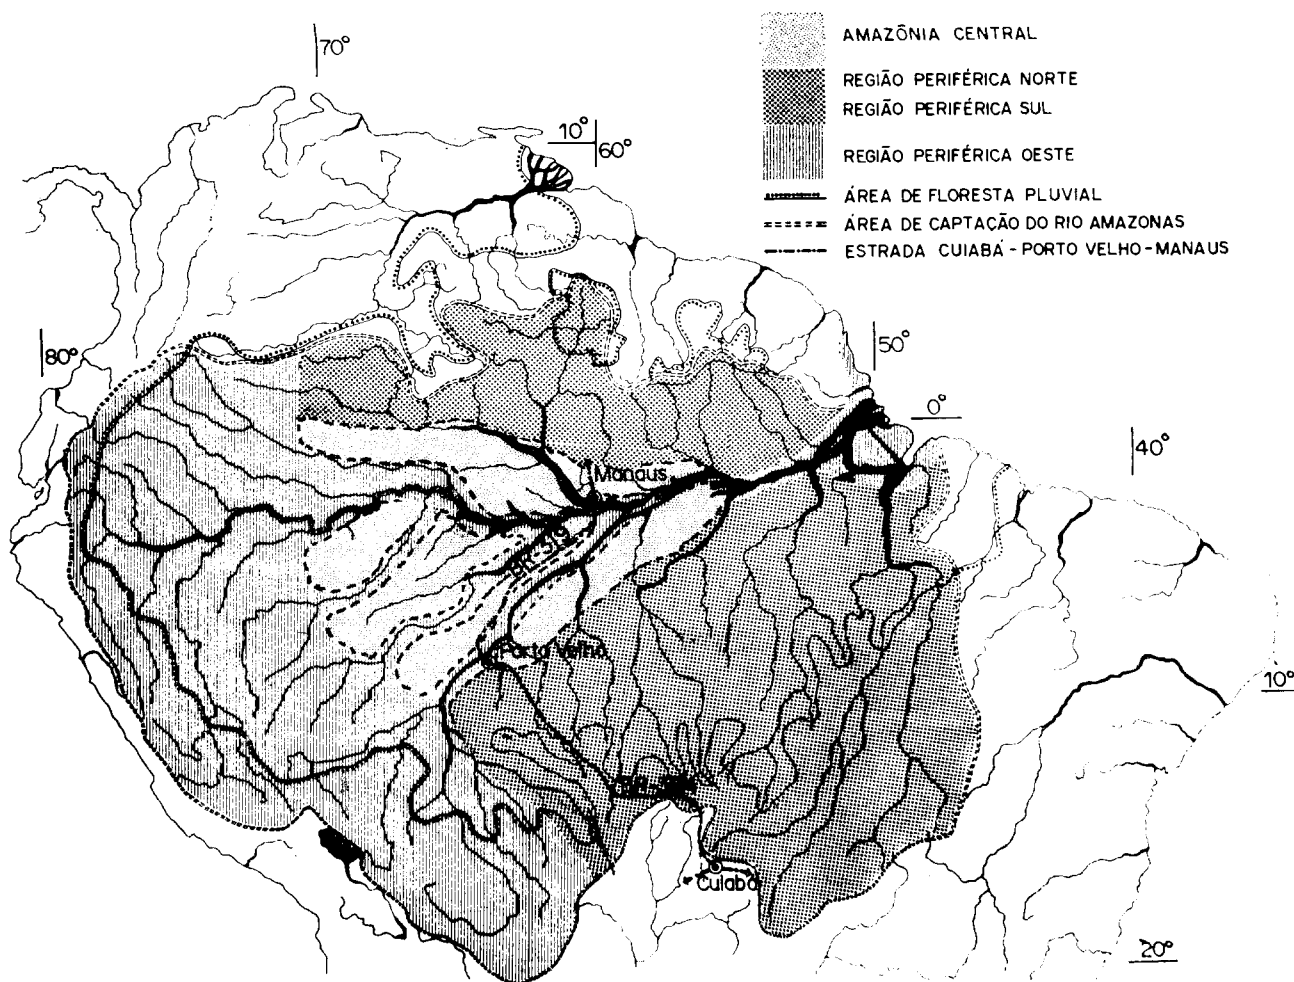 AMAZÔNIA CENTRAL
REGIÃO PERIFÉRICA NORTE
REGIÃO PERIFÉRICA SUL
REGIÃO PERIFÉRICA OESTE
ÁREA DE FLORESTA PLUVIAL
ÁREA DE CAPTAÇÃO DO RIO AMAZONAS
ESTRADA CUIABÁ - PORTO VELHO - MANAUS
70°
10°
60°
80°
50°
0°
40°
Manaus
BR-319
Porto Velho
10°
Cuiabá
20°